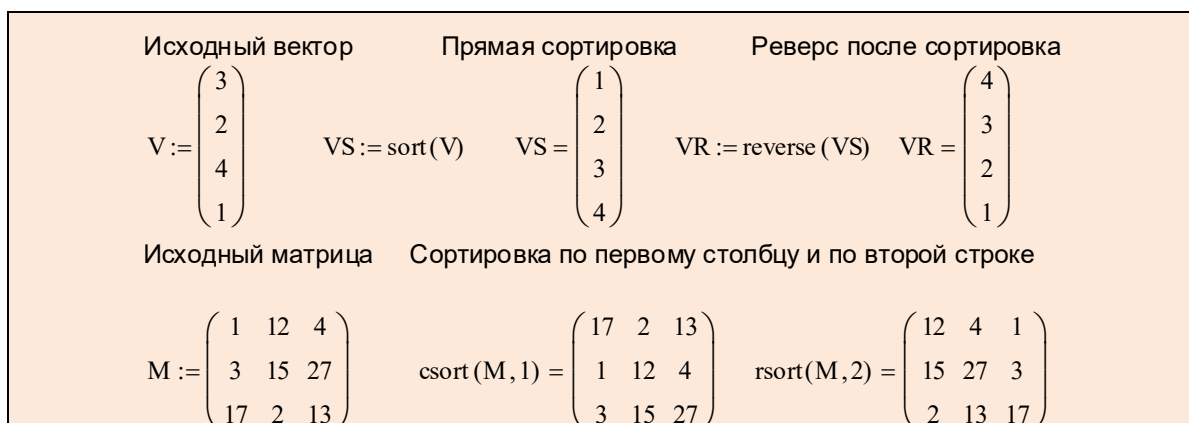 Исходный вектор Прямая сортировка Реверс после сортировка
V := (3 2 4 1) VS := sort(V) VS = (1 2 3 4) VR := reverse(VS) VR = (4 3 2 1)
Исходный матрица Сортировка по первому столбцу и по второй строке
1 12 4 17 2 13 12 4 1
M := 3 15 27 csort(M,1) = 1 12 4 rsort(M,2) = 15 27 3
17 2 13 3 15 27 2 13 17